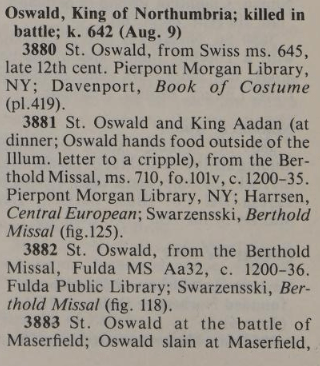 Oswald, King of Northumbria; killed in
battle; k. 642 (Aug. 9)
3880 St. Oswald, from Swiss ms. 645,
late 12th cent. Pierpont Morgan Library,
NY; Davenport, Book of Costume
(pl.419).
3881 St. Oswald and King Aadan (at
dinner; Oswald hands food outside of the
Illum. letter to a cripple), from the Ber-
thold Missal, ms. 710, fo.101v, c. 1200–35.
Pierpont Morgan Library, NY; Harrsen,
Central European; Swarzensski, Berthold
Missal (fig.125).
3882 St. Oswald, from the Berthold
Missal, Fulda MS Aa32, c. 1200–36.
Fulda Public Library; Swarzensski, Ber-
thold Missal (fig. 118).
3883 St. Oswald at the battle of
Maserfield; Oswald slain at Maserfield,